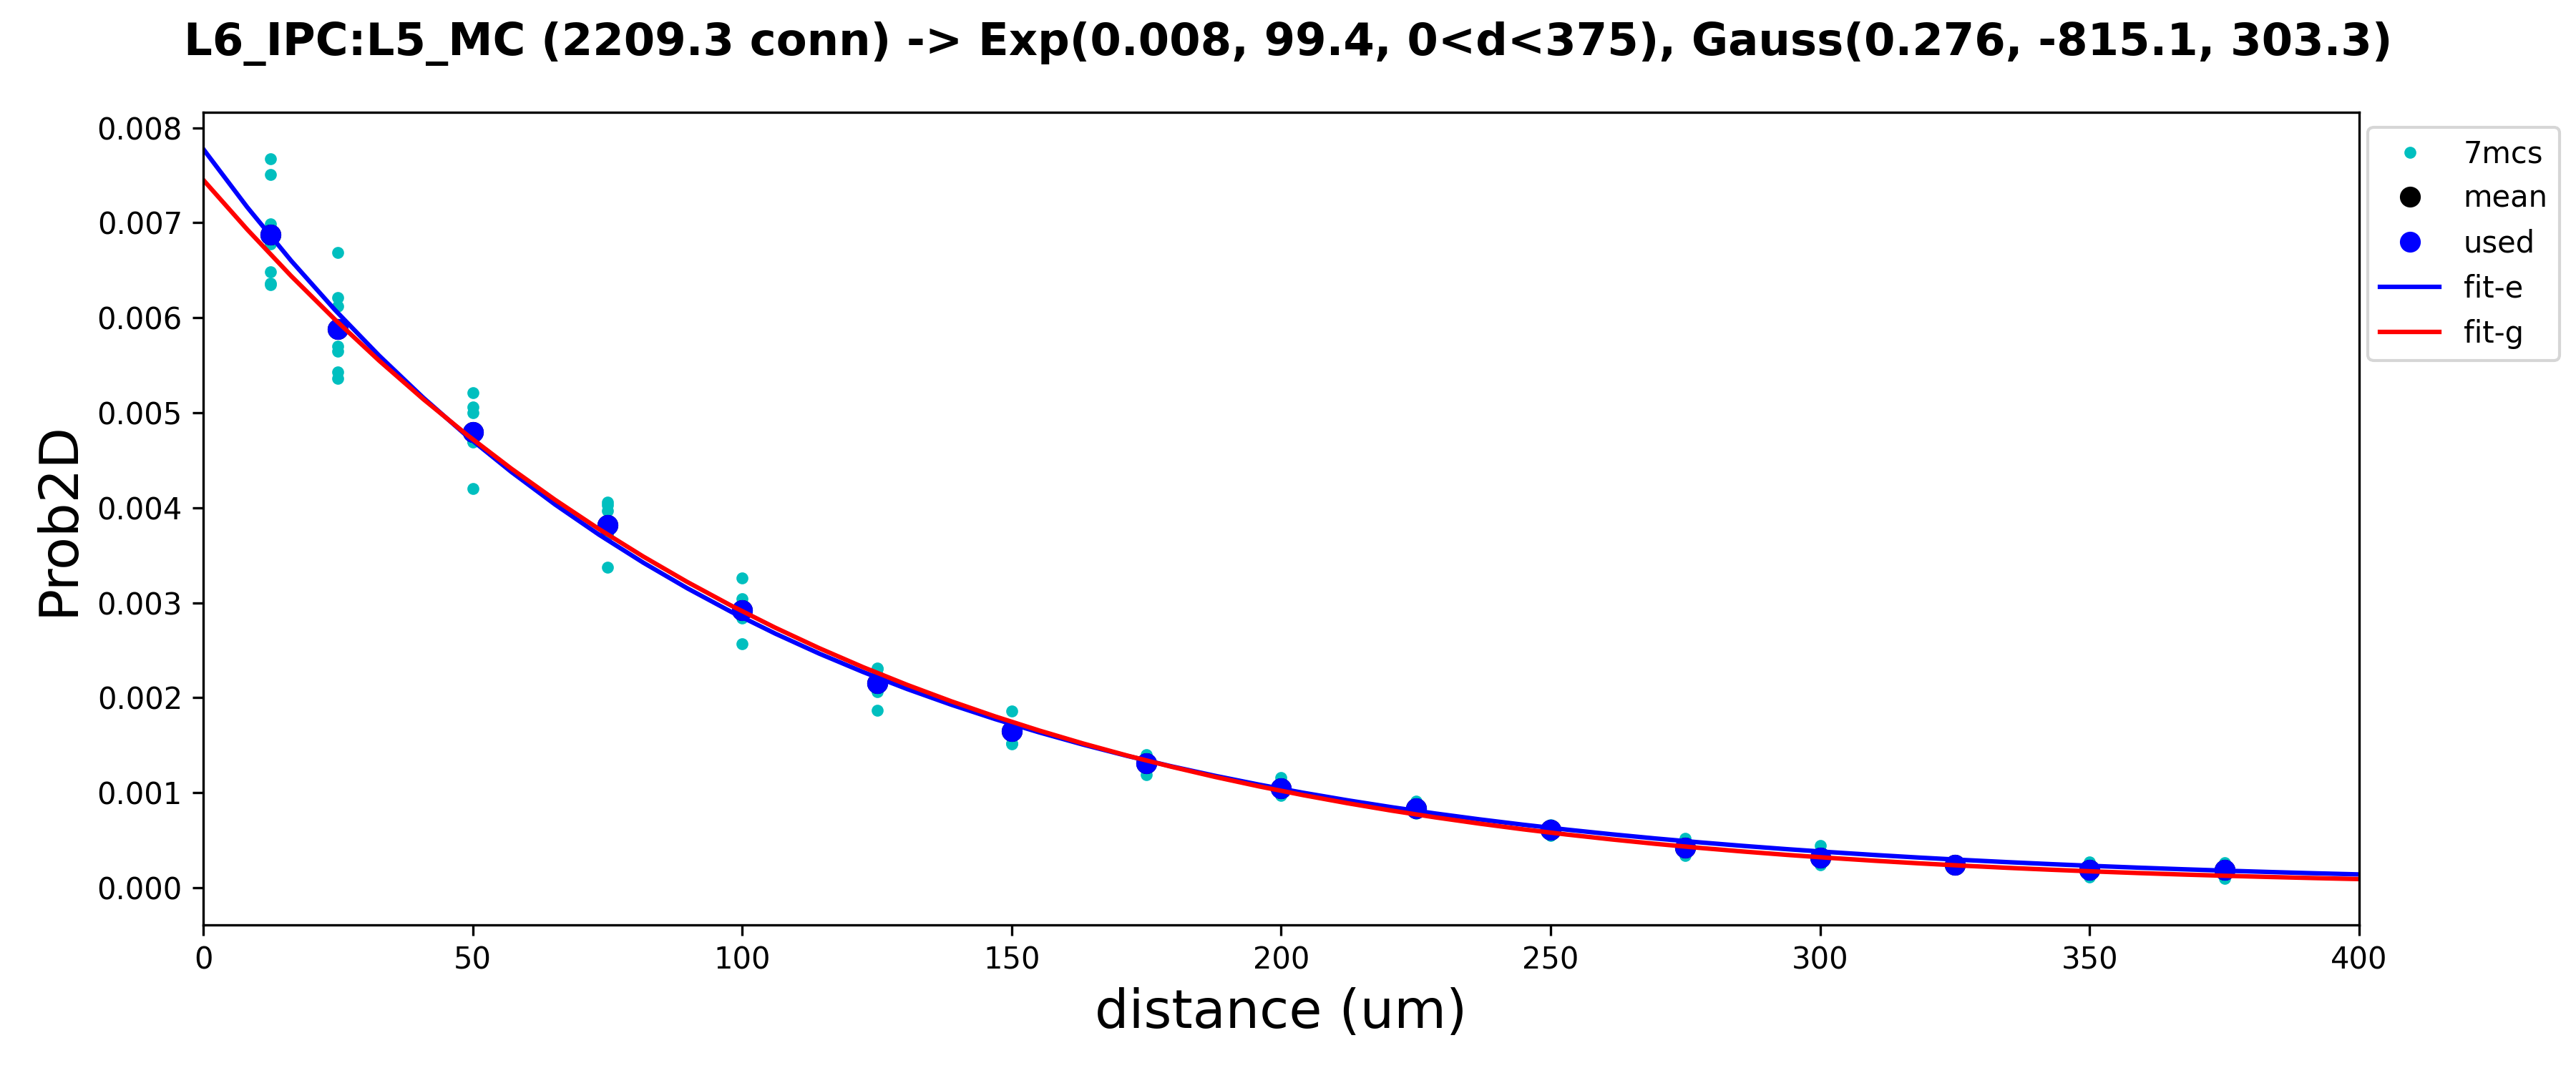 L6_IPC:L5_MC (2209.3 conn) -> Exp(0.008, 99.4, 0<d<375), Gauss(0.276, -815.1, 303.3)
0.008
0.007
0.006
0.005
0.004
0.003
0.002
0.001
0.000
Prob2D
0 50 100 150 200 250 300 350 400
distance (um)
7mcs
mean
used
fit-e
fit-g